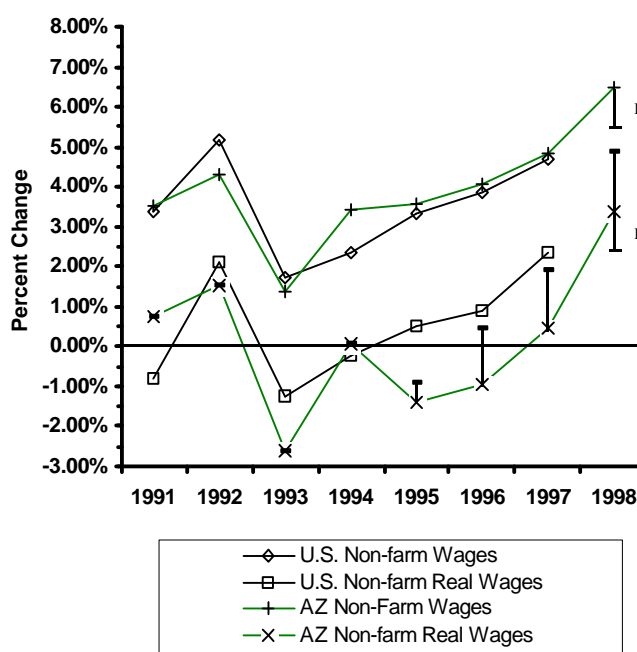 8.00%
7.00%
6.00%
5.00%
4.00%
3.00%
2.00%
1.00%
0.00%
-1.00%
-2.00%
-3.00%
Percent Change
1991 1992 1993 1994 1995 1996 1997 1998
U.S. Non-farm Wages
U.S. Non-farm Real Wages
AZ Non-Farm Wages
AZ Non-farm Real Wages